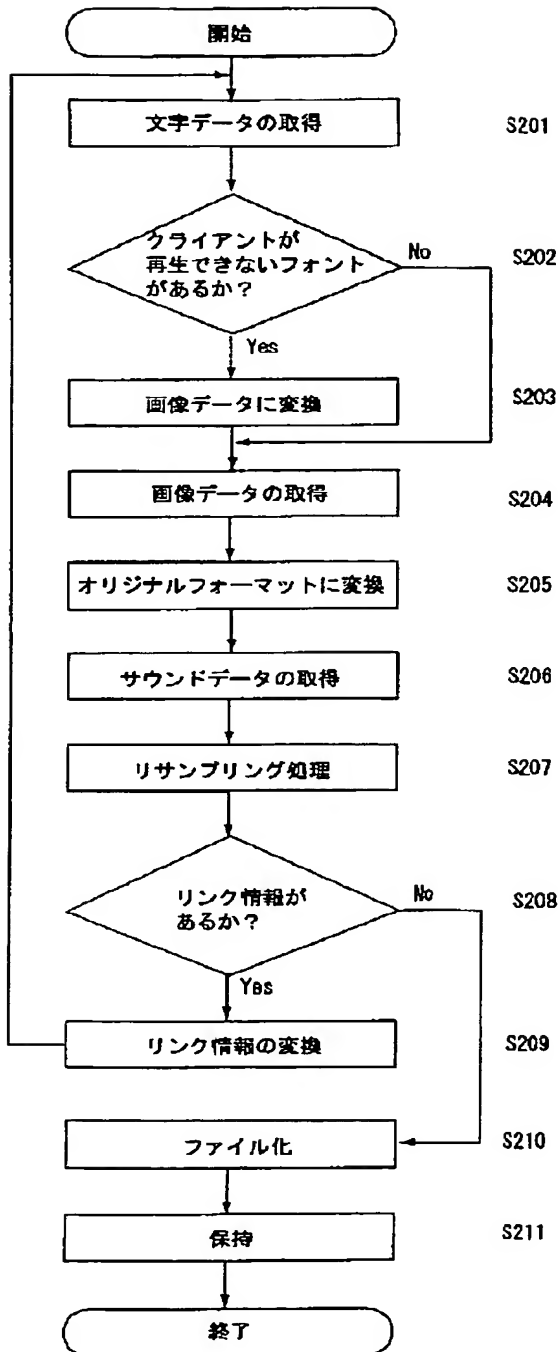 開始
文字データの取得
S201
クライアントが
再生できないフォント
があるか？
No
S202
Yes
画像データに変換
S203
画像データの取得
S204
オリジナルフォーマットに変換
S205
サウンドデータの取得
S206
リサンプリング処理
S207
リンク情報が
あるか？
No
S208
Yes
リンク情報の変換
S209
ファイル化
S210
保持
S211
終了